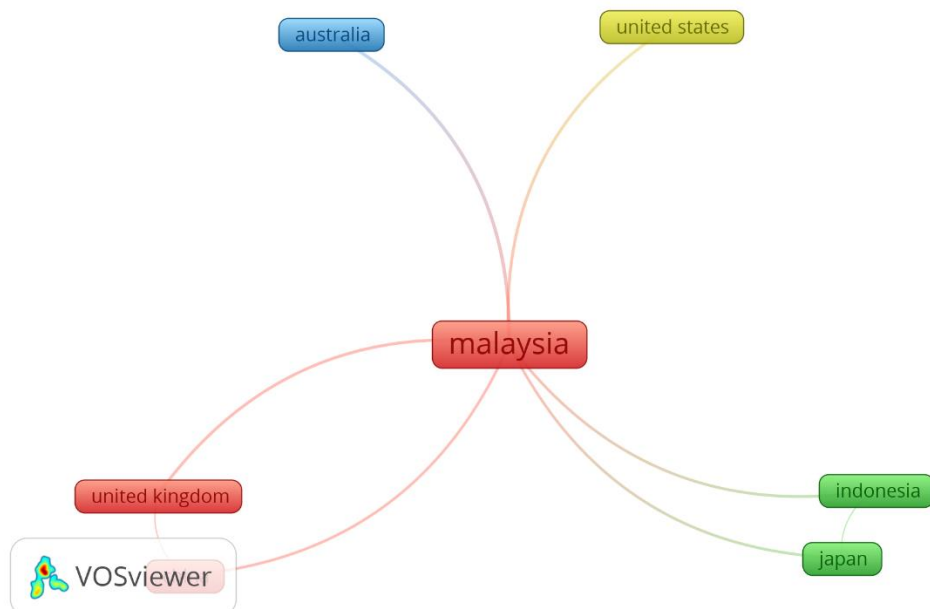 australia
united states
malaysia
united kingdom
indonesia
japan
VOSviewer